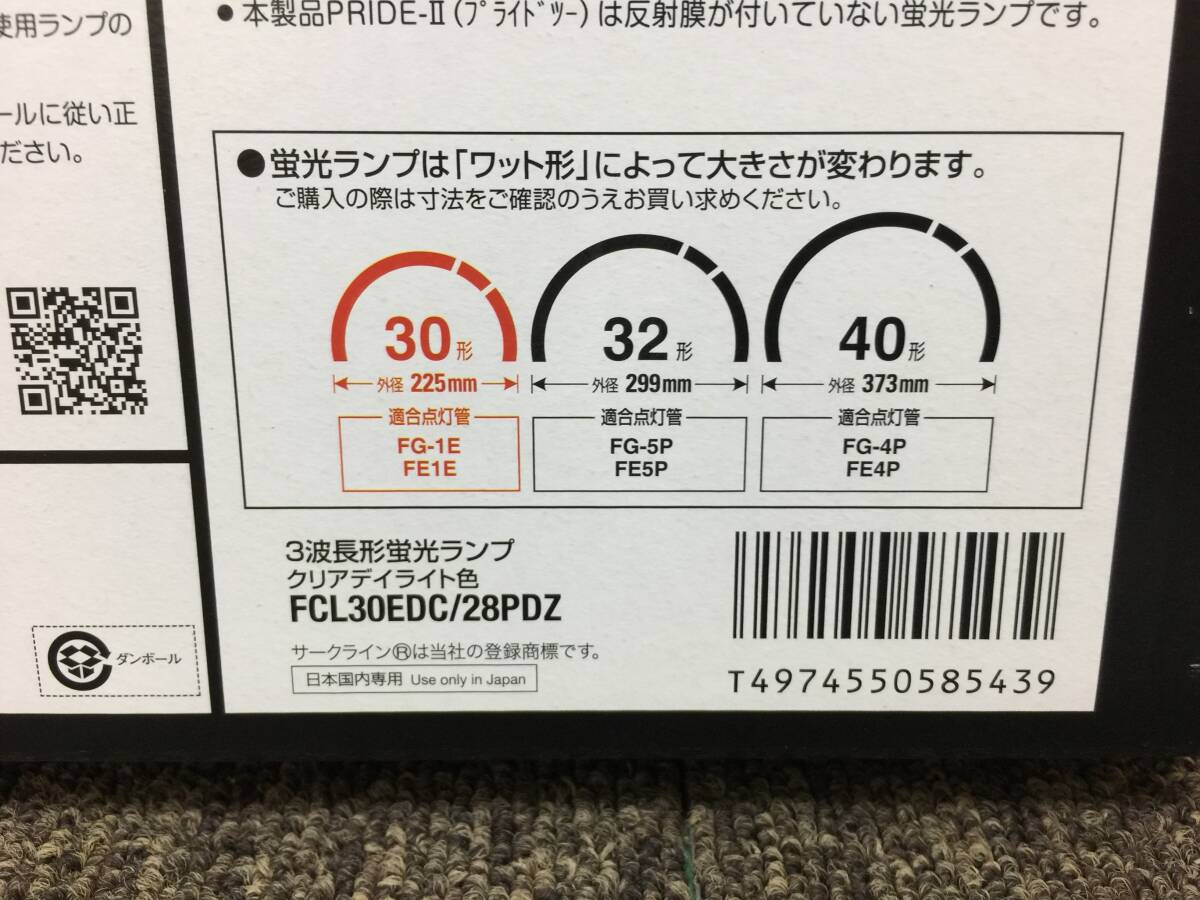 使用ランプの
ールに従い正
ださい。
ダンボール
●本製品PRIDE-Ⅱ(ﾌﾟﾗｲﾄﾞﾂｰ)は反射膜が付いていない蛍光ランプです。
●蛍光ランプは「ワット形」によって大きさが変わります。
ご購入の際は寸法をご確認のうえお買い求めください。
30形
外径 225mm
適合点灯管
FG-1E
FE1E
32形
外径 299mm
適合点灯管
FG-5P
FE5P
40形
外径 373mm
適合点灯管
FG-4P
FE4P
3波長形蛍光ランプ
クリアデイライト色
FCL30EDC/28PDZ
サークライン®は当社の登録商標です。
日本国内専用 Use only in Japan
T4974550585439